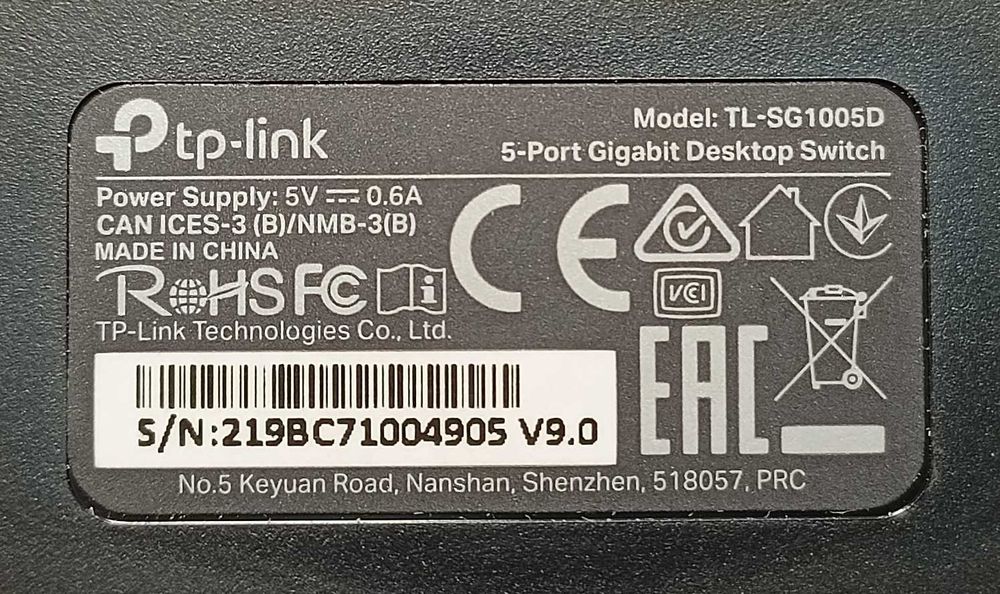 tp-link
Model: TL-SG1005D
5-Port Gigabit Desktop Switch
Power Supply: 5V ⎓ 0.6A
CAN ICES-3 (B)/NMB-3(B)
MADE IN CHINA
RoHS FC i
CE
VCI
EAC
TP-Link Technologies Co., Ltd.
S/N:219BC71004905 V9.0
No.5 Keyuan Road, Nanshan, Shenzhen, 518057, PRC